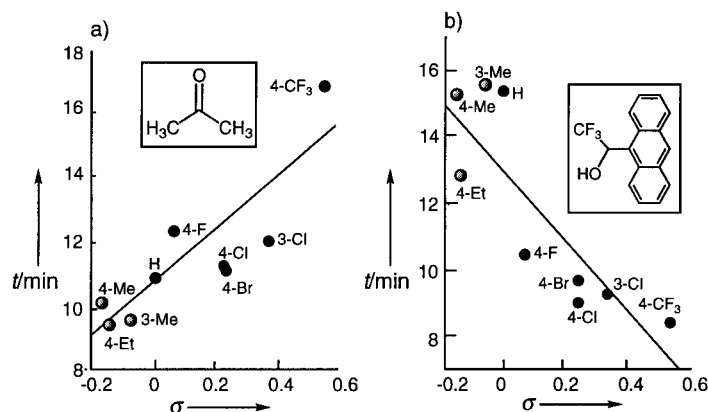 a)
18
16
14
12
10
8
t/min
-0.2
0
0.2
0.4
0.6
σ
O
H₃C
CH₃
4-CF₃
4-F
3-Cl
4-Cl
4-Br
H
4-Me
3-Me
4-Et
b)
16
14
12
10
8
t/min
-0.2
0
0.2
0.4
0.6
σ
CF₃
HO
3-Me
H
4-Me
4-Et
4-F
4-Br
3-Cl
4-Cl
4-CF₃